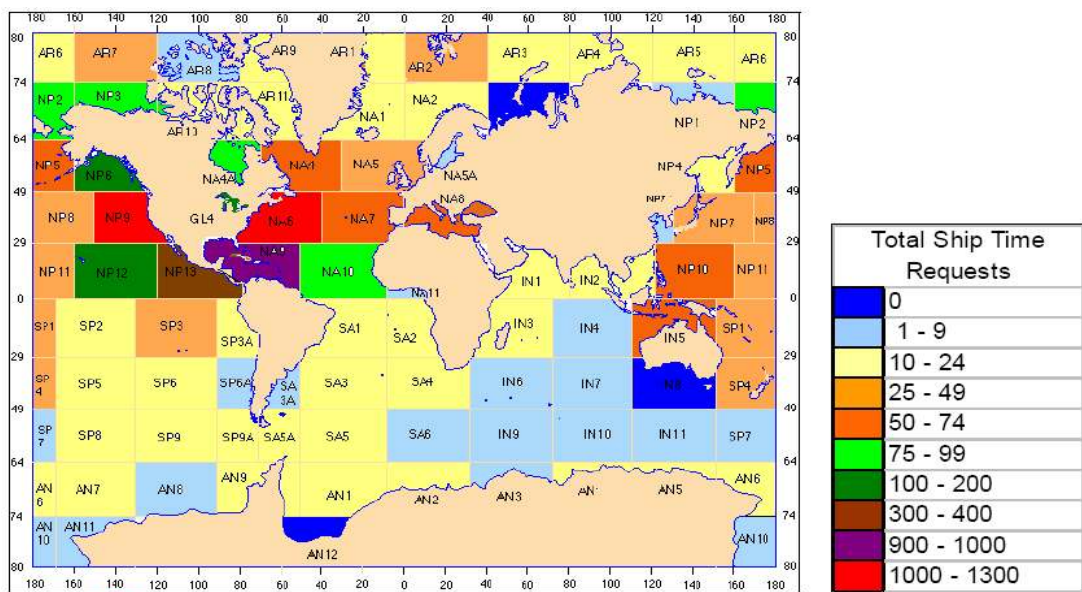 180 160 140 120 100 80 60 40 20 0 20 40 60 80 100 120 140 160 180
80 80
AR6 AR7 AR8 AR9 AR1 AR2 AR3 AR4 AR5 AR6
74 74
NP2 NP3 AR11 NA1 NA2 NP1 NP2
AR10
64 64
NP5 NP6 NA4A NA4 NA5 NA5A NP4 NP5
49 49
NP8 NP9 GL4 NA6 NA7 NA8 NP7 NP7 NP8
29 29
NP11 NP12 NP13 NA10 NA11 IN1 IN2 NP10 NP11
0 0
SP1 SP2 SP3 SP3A SA1 SA2 IN3 IN4 IN5 SP1
29 29
SP4 SP5 SP6 SP6A SA3A SA3 SA4 IN6 IN7 SP4
49 49
SP7 SP8 SP9 SP9A SA5A SA5 SA6 IN9 IN10 IN11 SP7
64 64
AN6 AN7 AN8 AN9 AN1 AN2 AN3 AN5 AN6
74 74
AN10 AN11 AN12 AN10
80 80
180 160 140 120 100 80 60 40 20 0 20 40 60 80 100 120 140 160 180
Total Ship Time
Requests
0
1 - 9
10 - 24
25 - 49
50 - 74
75 - 99
100 - 200
300 - 400
900 - 1000
1000 - 1300